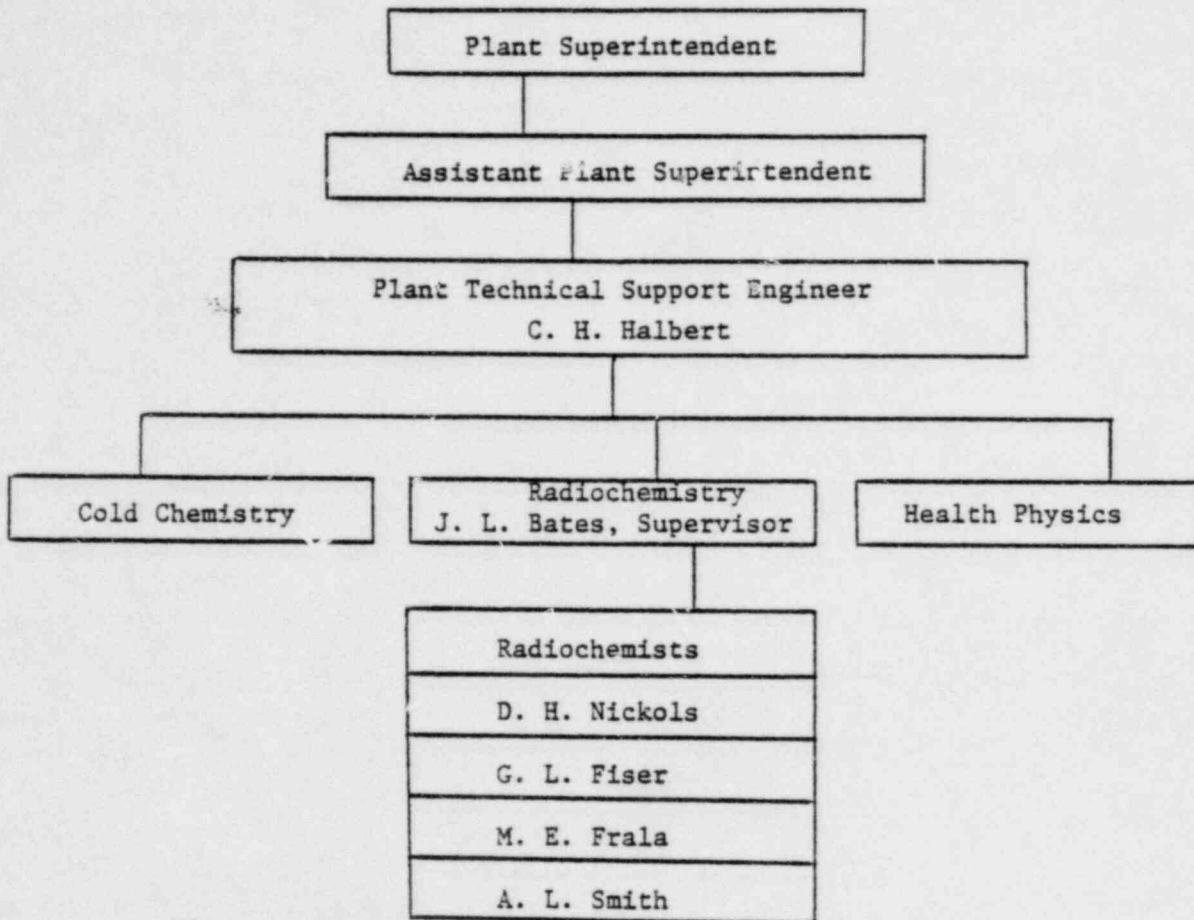 Plant Superintendent
Assistant Plant Superirtendent
Plant Technical Support Engineer
C. H. Halbert
Cold Chemistry
Radiochemistry
J. L. Bates, Supervisor
Health Physics
Radiochemists
D. H. Nickols
G. L. Fiser
M. E. Frala
A. L. Smith